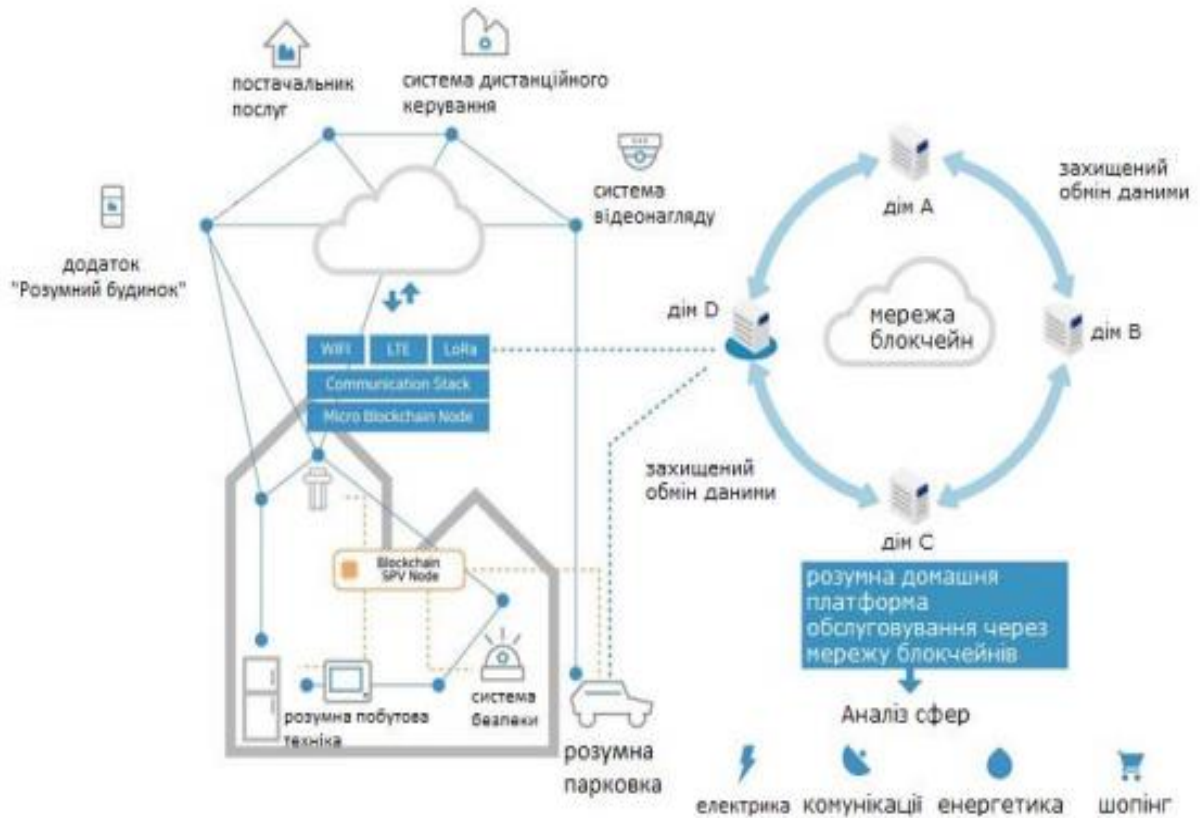 постачальник
послуг
система дистанційного
керування
система
відеонагляду
додаток
"Розумний будинок"
WIFI
LTE
LoRa
Communication Stack
Micro Blockchain Node
Blockchain
SPV Node
розумна побутова
техніка
система
безпеки
розумна
парковка
дім A
захищений
обмін даними
дім D
мережа
блокчейн
дім B
захищений
обмін даними
дім C
розумна домашня
платформа
обслуговування через
мережу блокчейнів
Аналіз сфер
електрика
комунікації
енергетика
шопінг